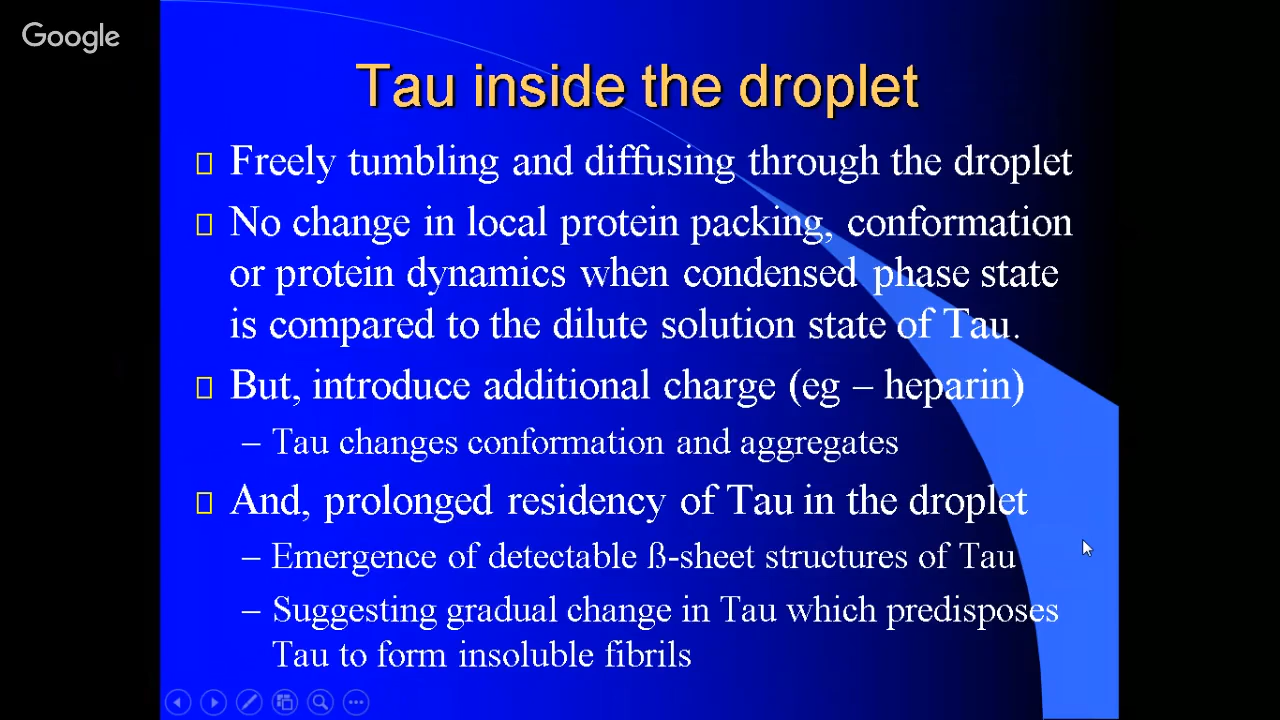 Google
Tau inside the droplet
Freely tumbling and diffusing through the droplet
No change in local protein packing, conformation
or protein dynamics when condensed phase state
is compared to the dilute solution state of Tau.
But, introduce additional charge (eg – heparin)
– Tau changes conformation and aggregates
And, prolonged residency of Tau in the droplet
– Emergence of detectable ß-sheet structures of Tau
– Suggesting gradual change in Tau which predisposes
Tau to form insoluble fibrils